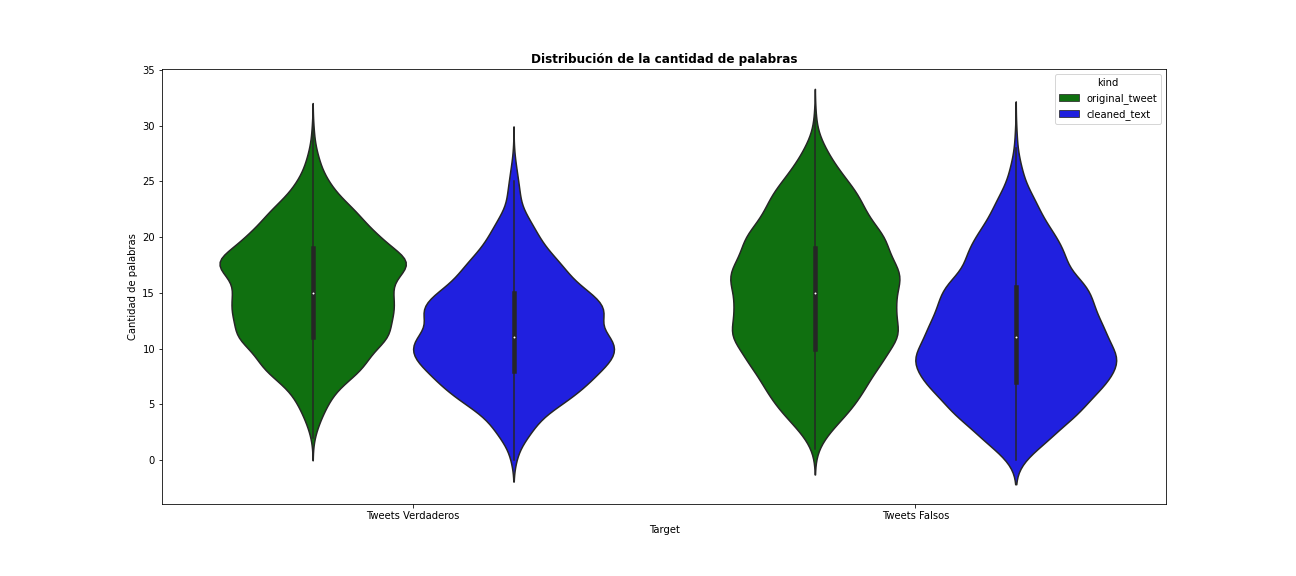 Distribución de la cantidad de palabras
kind
original_tweet
cleaned_text
Cantidad de palabras
35
30
25
20
15
10
5
0
Tweets Verdaderos
Tweets Falsos
Target